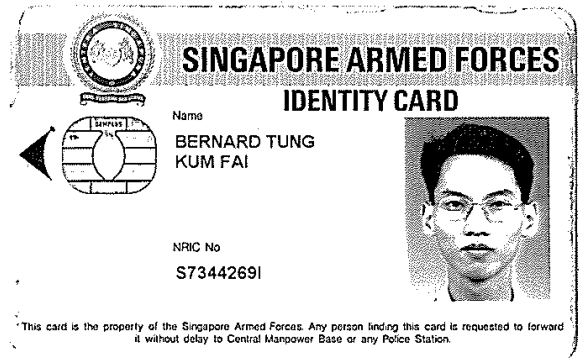 SINGAPORE ARMED FORCES
IDENTITY CARD
Name
BERNARD TUNG
KUM FAI
NRIC No
S7344269I
This card is the property of the Singapore Armed Forces. Any person finding this card is requested to forward
it without delay to Central Manpower Base or any Police Station.